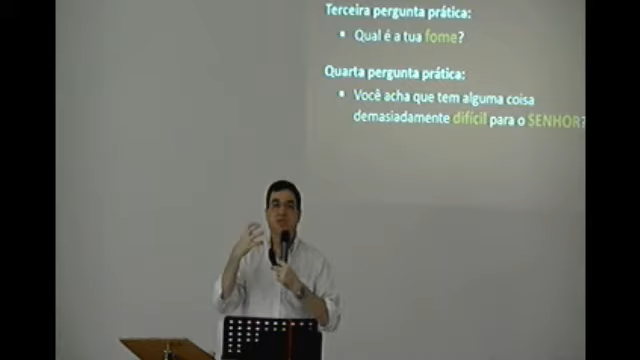 Terceira pergunta prática:
▪ Qual é a tua fome?
Quarta pergunta prática:
▪ Você acha que tem alguma coisa
demasiadamente difícil para o SENHOR?